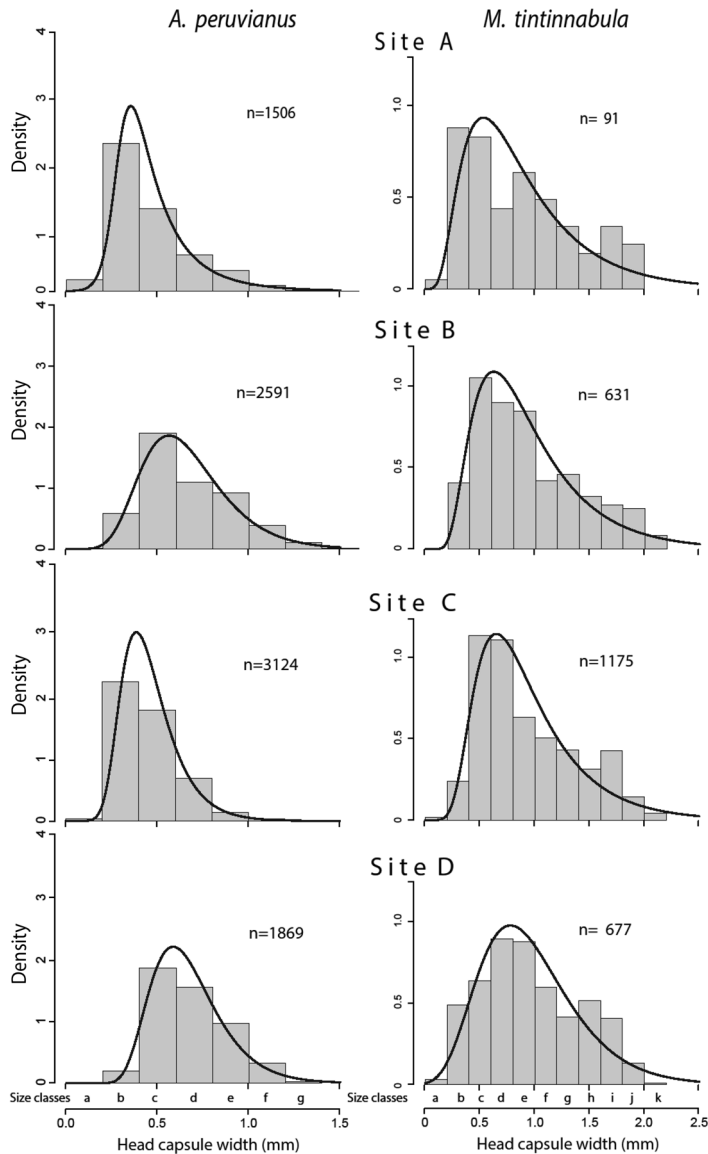 A. peruvianus
M. tintinnabula
Site A
4
3
2
1
0
Density
n=1506
1.0
0.5
0.0
n= 91
Site B
4
3
2
1
0
Density
n=2591
1.0
0.5
0.0
n= 631
Site C
4
3
2
1
0
Density
n=3124
1.0
0.5
0.0
n=1175
Site D
4
3
2
1
0
Density
n=1869
1.0
0.5
0.0
n= 677
Size classes a b c d e f g
Size classes a b c d e f g h i j k
0.0 0.5 1.0 1.5
0 0.5 1.0 1.5 2.0 2.5
Head capsule width (mm)
Head capsule width (mm)